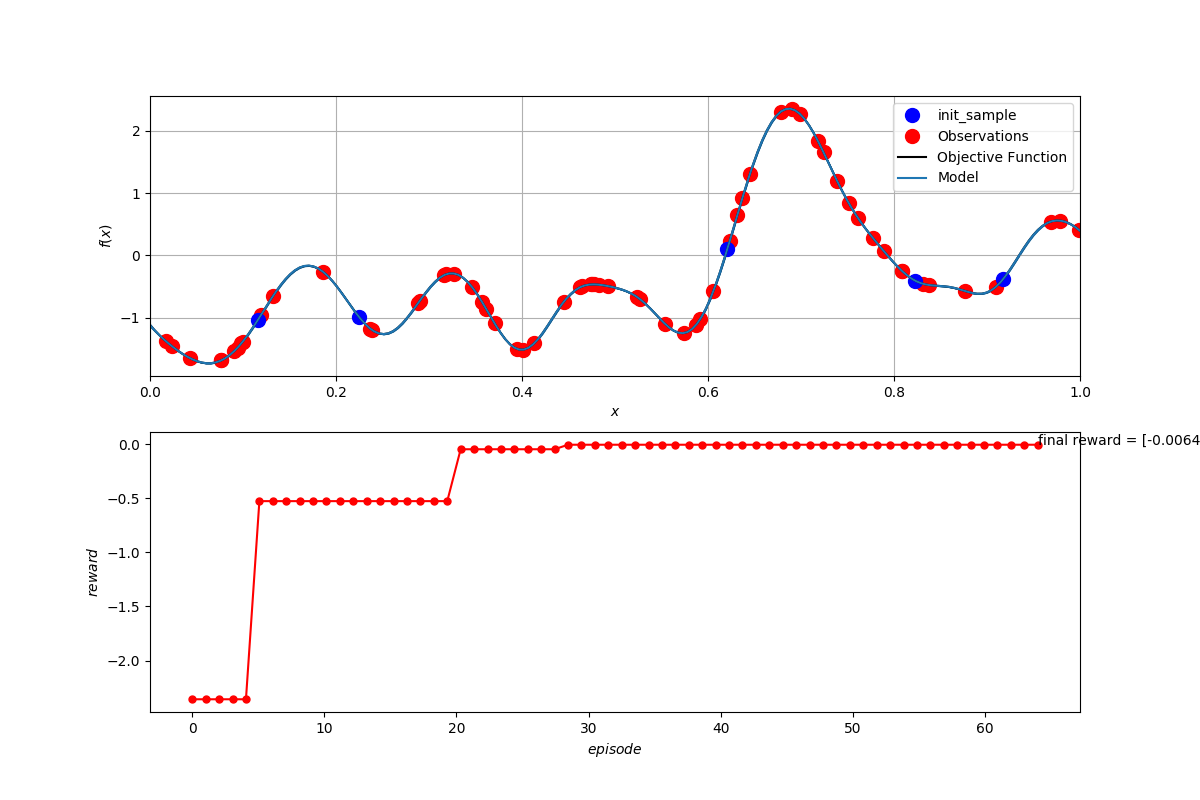 2
1
0
−1
f(x)
init_sample
Observations
Objective Function
Model
0.0 0.2 0.4 0.6 0.8 1.0
x
0.0
−0.5
−1.0
−1.5
−2.0
reward
final reward = [-0.0064
0 10 20 30 40 50 60
episode